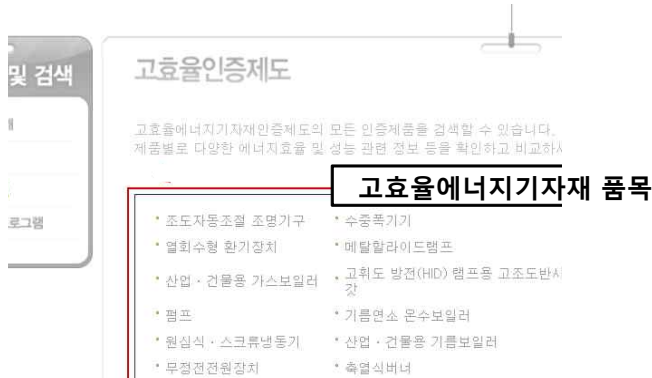 및 검색
로그램
고효율인증제도
고효율에너지기자재인증제도의 모든 인증제품을 검색할 수 있습니다.
제품별로 다양한 에너지효율 및 성능 관련 정보 등을 확인하고 비교하시
고효율에너지기자재 품목
조도자동조절 조명기구
수중폭기기
열회수형 환기장치
메탈할라이드램프
산업 · 건물용 가스보일러
고휘도 방전(HID) 램프용 고조도반사
갓
펌프
기름연소 온수보일러
원심식 · 스크류냉동기
산업 · 건물용 기름보일러
무정전전원장치
축열식버너